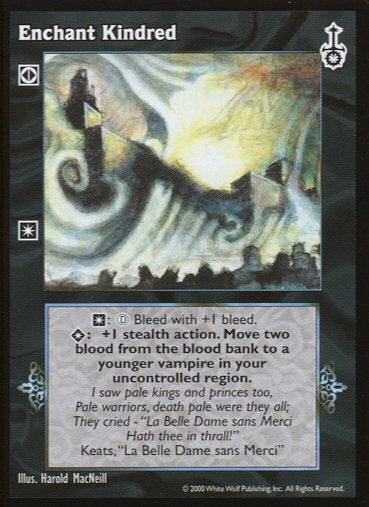 Enchant Kindred
: D Bleed with +1 bleed.
: +1 stealth action. Move two
blood from the blood bank to a
younger vampire in your
uncontrolled region.
I saw pale kings and princes too,
Pale warriors, death pale were they all;
They cried - “La Belle Dame sans Merci
Hath thee in thrall!”
Keats, “La Belle Dame sans Merci”
Illus. Harold MacNeill
© 2000 White Wolf Publishing, Inc. All Rights Reserved.